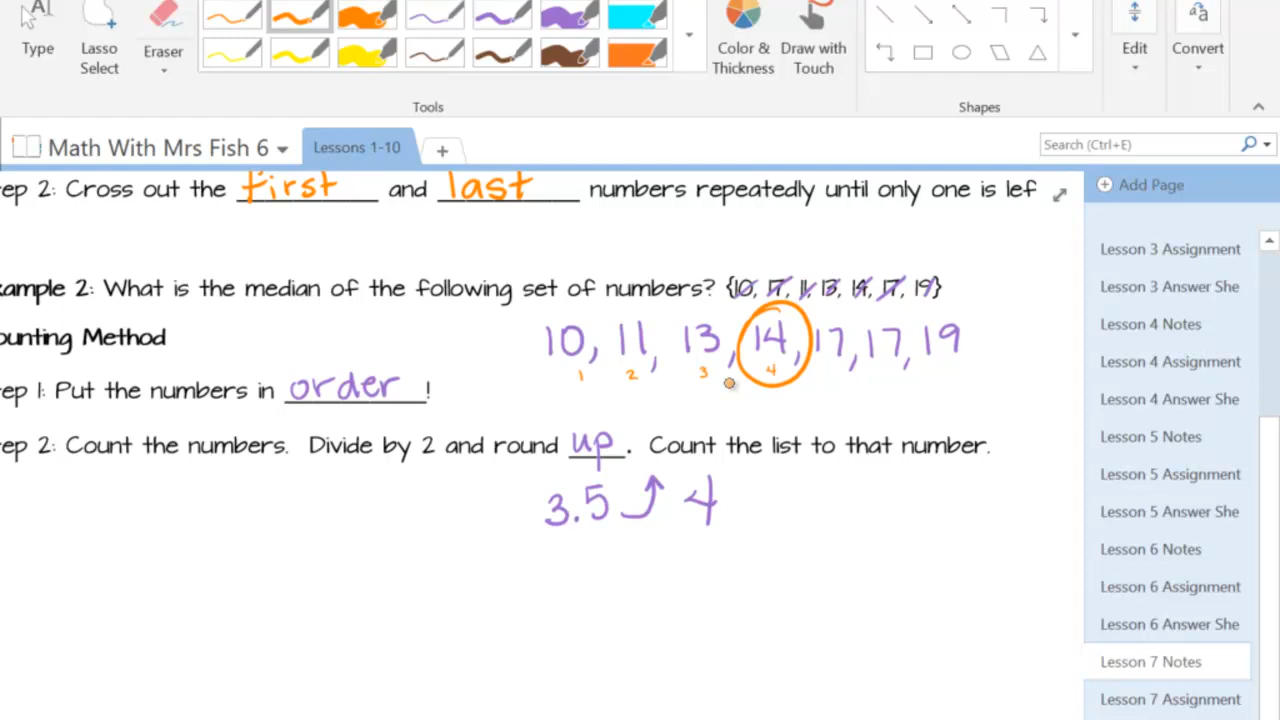 Type
Lasso Select
Eraser
Color & Thickness
Draw with Touch
Edit
Convert
Tools
Shapes
Math With Mrs Fish 6
Lessons 1-10
Search (Ctrl+E)
ep 2: Cross out the first and last numbers repeatedly until only one is lef
Add Page
xample 2: What is the median of the following set of numbers? {10, 17, 11, 13, 14, 17, 19}
10, 11, 13, 14, 17, 17, 19
ounting Method
1 2 3 4
ep 1: Put the numbers in order !
ep 2: Count the numbers. Divide by 2 and round up. Count the list to that number.
3.5 4
Lesson 3 Assignment
Lesson 3 Answer She
Lesson 4 Notes
Lesson 4 Assignment
Lesson 4 Answer She
Lesson 5 Notes
Lesson 5 Assignment
Lesson 5 Answer She
Lesson 6 Notes
Lesson 6 Assignment
Lesson 6 Answer She
Lesson 7 Notes
Lesson 7 Assignment